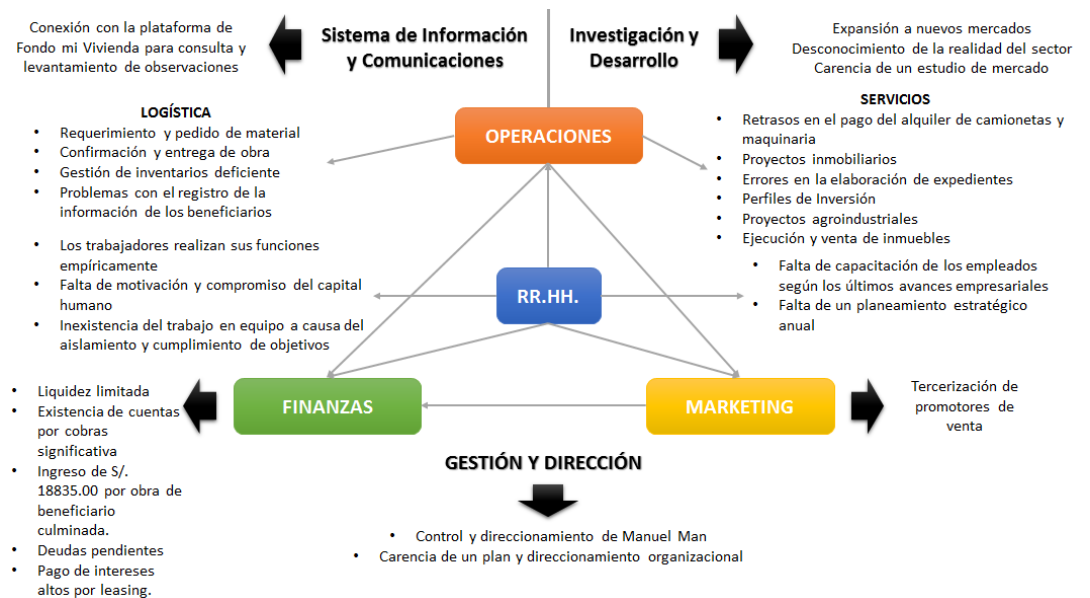 Conexión con la plataforma de
Fondo mi Vivienda para consulta y
levantamiento de observaciones
Sistema de Información
y Comunicaciones
Investigación y
Desarrollo
Expansión a nuevos mercados
Desconocimiento de la realidad del sector
Carencia de un estudio de mercado
LOGÍSTICA
• Requerimiento y pedido de material
• Confirmación y entrega de obra
• Gestión de inventarios deficiente
• Problemas con el registro de la
información de los beneficiarios
OPERACIONES
SERVICIOS
• Retrasos en el pago del alquiler de camionetas y
maquinaria
• Proyectos inmobiliarios
• Errores en la elaboración de expedientes
• Perfiles de Inversión
• Proyectos agroindustriales
• Ejecución y venta de inmuebles
• Los trabajadores realizan sus funciones
empíricamente
• Falta de motivación y compromiso del capital
humano
• Inexistencia del trabajo en equipo a causa del
aislamiento y cumplimiento de objetivos
RR.HH.
• Falta de capacitación de los empleados
según los últimos avances empresariales
• Falta de un planeamiento estratégico
anual
• Liquidez limitada
• Existencia de cuentas
por cobras
significativa
• Ingreso de S/.
18835.00 por obra de
beneficiario
culminada.
• Deudas pendientes
• Pago de intereses
altos por leasing.
FINANZAS
MARKETING
Tercerización de
promotores de
venta
GESTIÓN Y DIRECCIÓN
• Control y direccionamiento de Manuel Man
• Carencia de un plan y direccionamiento organizacional